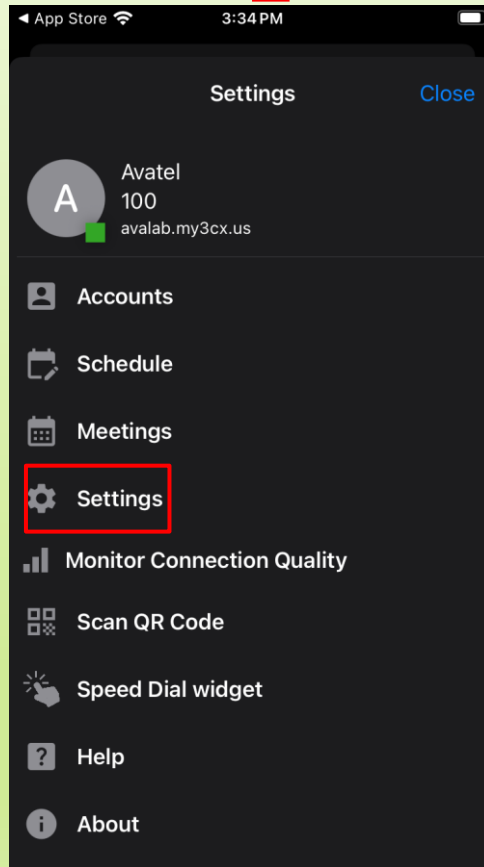 ◀ App Store 3:34 PM
Settings Close
A
Avatel
100
avalab.my3cx.us
Accounts
Schedule
Meetings
Settings
Monitor Connection Quality
Scan QR Code
Speed Dial widget
? Help
i About